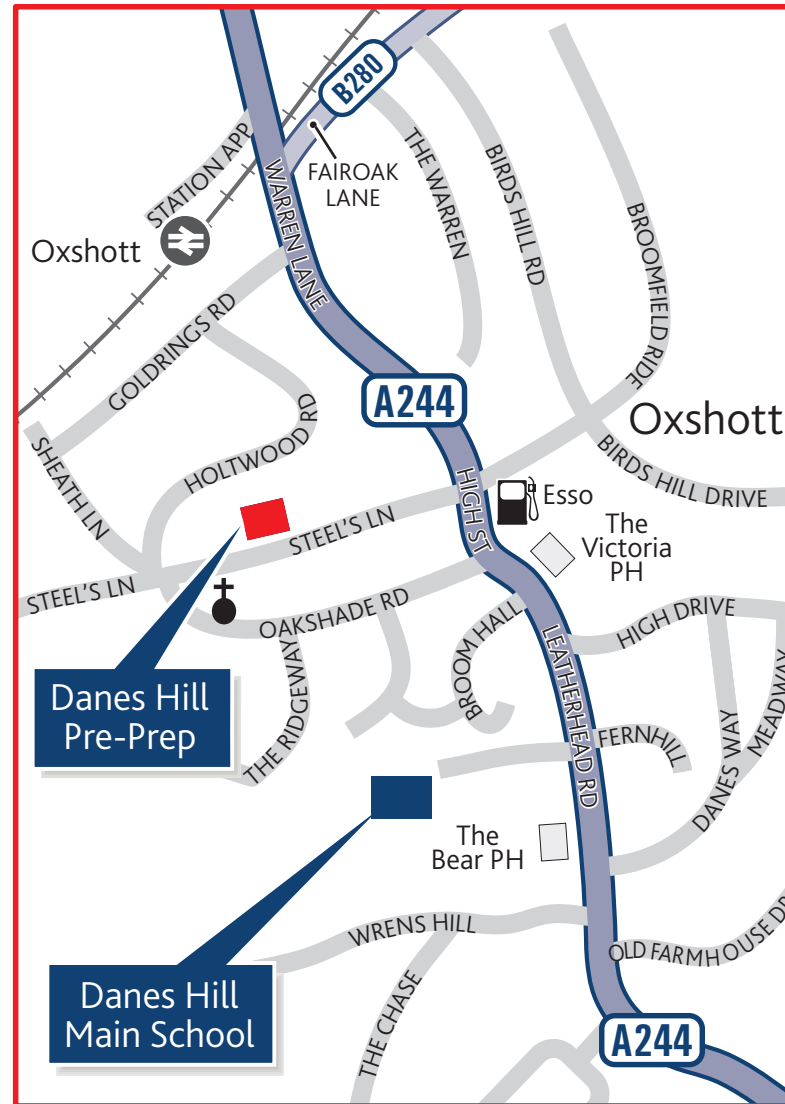 B280
STATION APP
FAIROAK
LANE
THE WARREN
BIRDS HILL RD
BROOMFIELD RIDE
WARREN LANE
Oxshott
GOLDRINGS RD
A244
Oxshott
HOLTWOOD RD
SHEATH LN
BIRDS HILL DRIVE
HIGH ST
Esso
STEEL'S LN
The
Victoria
PH
STEEL'S LN
OAKSHADE RD
HIGH DRIVE
BROOM HALL
LEATHERHEAD RD
THE RIDGEWAY
Danes Hill
Pre-Prep
FERNHILL
DANES WAY
MEADWAY
The
Bear PH
WRENS HILL
OLD FARMHOUSE DR
THE CHASE
Danes Hill
Main School
A244